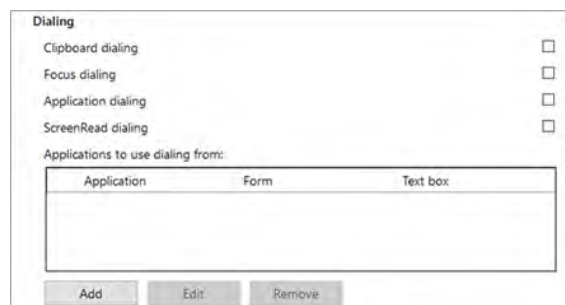 Dialing
Clipboard dialing
Focus dialing
Application dialing
ScreenRead dialing
Applications to use dialing from:
Application Form Text box
Add Edit Remove